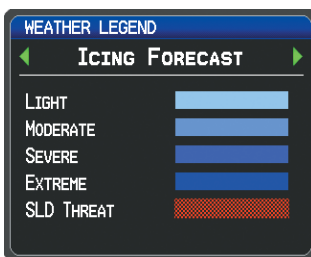 WEATHER LEGEND
ICING FORECAST
LIGHT
MODERATE
SEVERE
EXTREME
SLD THREAT